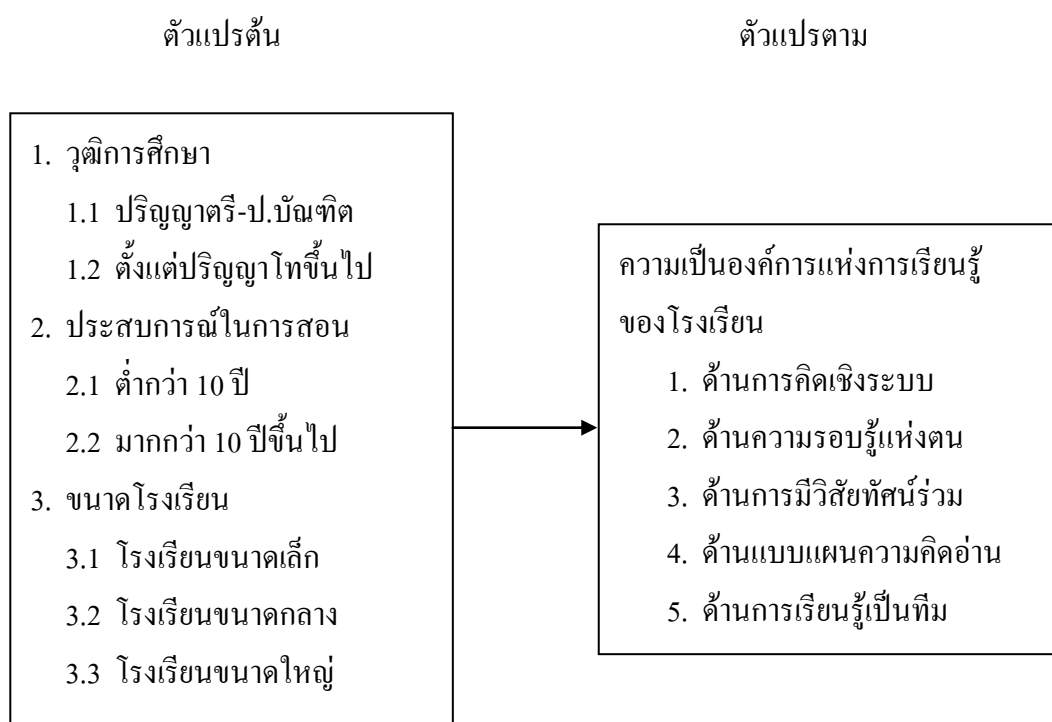 ตัวแปรต้น
ตัวแปรตาม
1. วุฒิการศึกษา
1.1 ปริญญาตรี-ป.บัณฑิต
1.2 ตั้งแต่ปริญญาโทขึ้นไป
2. ประสบการณ์ในการสอน
2.1 ต่ำกว่า 10 ปี
2.2 มากกว่า 10 ปีขึ้นไป
3. ขนาดโรงเรียน
3.1 โรงเรียนขนาดเล็ก
3.2 โรงเรียนขนาดกลาง
3.3 โรงเรียนขนาดใหญ่
ความเป็นองค์การแห่งการเรียนรู้
ของโรงเรียน
1. ด้านการคิดเชิงระบบ
2. ด้านความรอบรู้แห่งตน
3. ด้านการมีวิสัยทัศน์ร่วม
4. ด้านแบบแผนความคิดอ่าน
5. ด้านการเรียนรู้เป็นทีม